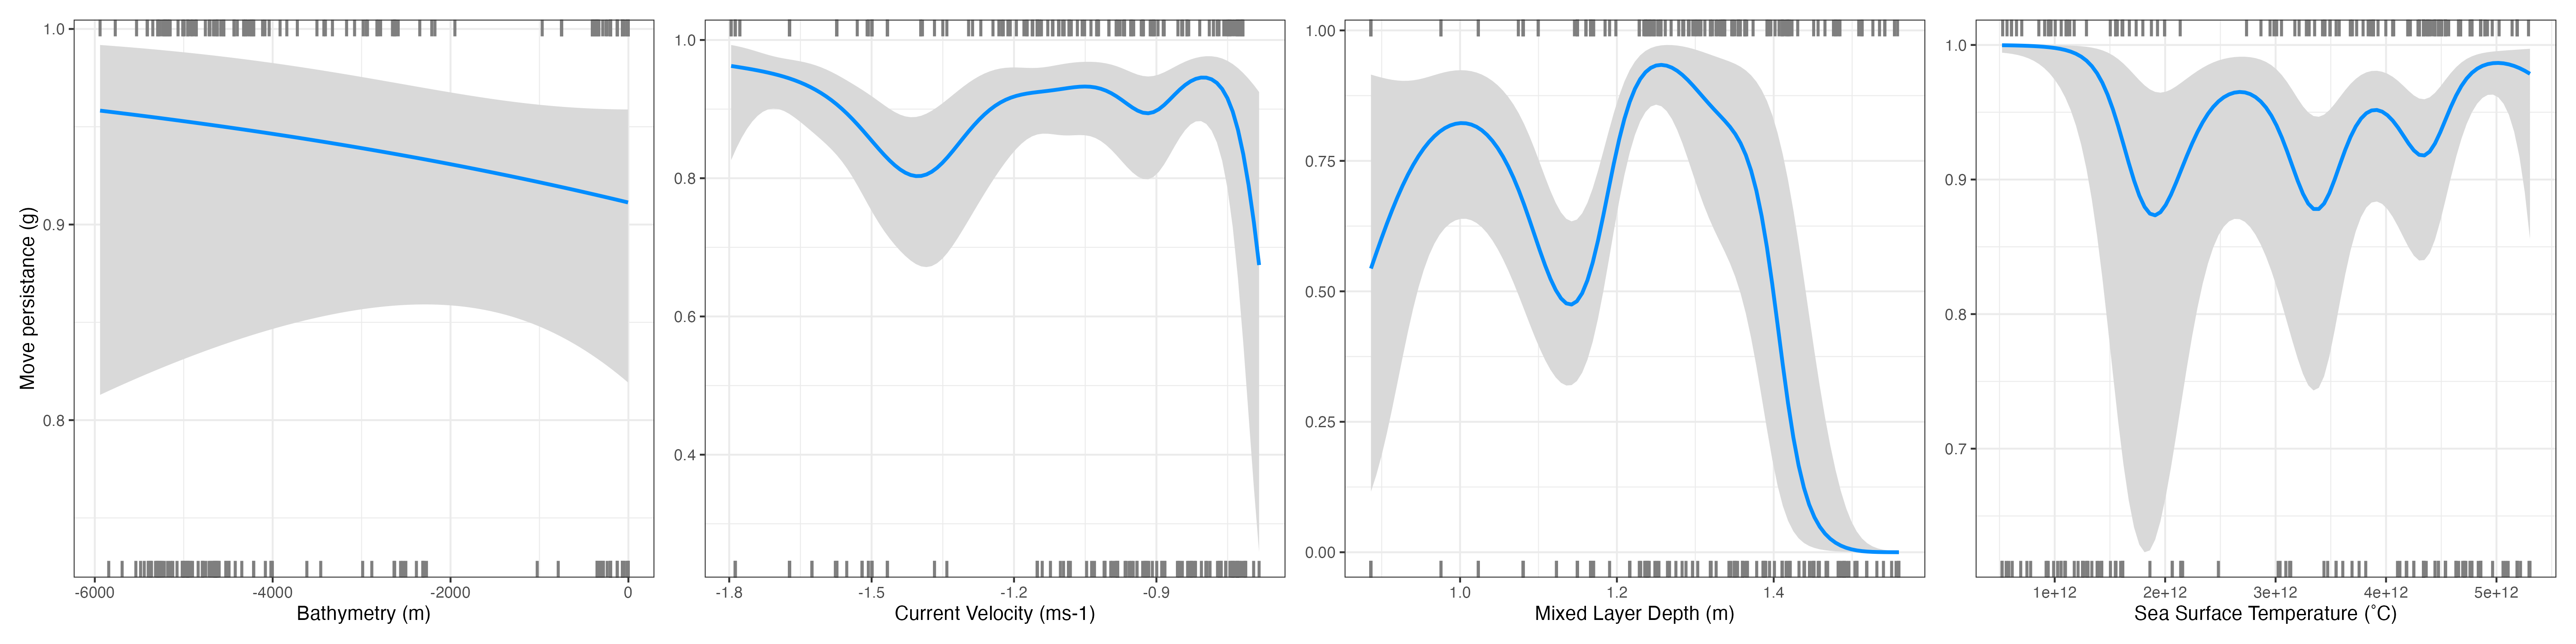 Move persistance (g)
1.0
0.9
0.8
-6000 -4000 -2000 0
Bathymetry (m)
1.0
0.8
0.6
0.4
-1.8 -1.5 -1.2 -0.9
Current Velocity (ms-1)
1.00
0.75
0.50
0.25
0.00
1.0 1.2 1.4
Mixed Layer Depth (m)
1.0
0.9
0.8
0.7
1e+12 2e+12 3e+12 4e+12 5e+12
Sea Surface Temperature (˚C)